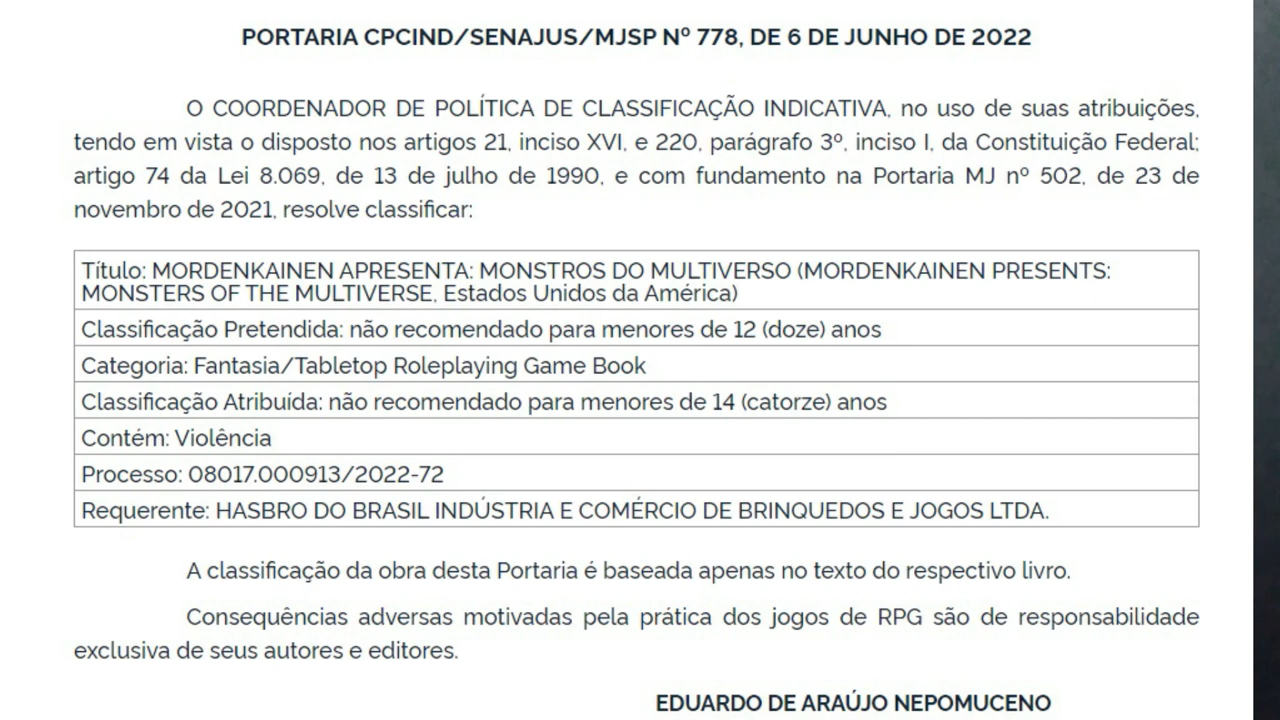 PORTARIA CPCIND/SENAJUS/MJSP Nº 778, DE 6 DE JUNHO DE 2022
O COORDENADOR DE POLÍTICA DE CLASSIFICAÇÃO INDICATIVA, no uso de suas atribuições,
tendo em vista o disposto nos artigos 21, inciso XVI, e 220, parágrafo 3º, inciso I, da Constituição Federal;
artigo 74 da Lei 8.069, de 13 de julho de 1990, e com fundamento na Portaria MJ nº 502, de 23 de
novembro de 2021, resolve classificar:
Título: MORDENKAINEN APRESENTA: MONSTROS DO MULTIVERSO (MORDENKAINEN PRESENTS:
MONSTERS OF THE MULTIVERSE, Estados Unidos da América)
Classificação Pretendida: não recomendado para menores de 12 (doze) anos
Categoria: Fantasia/Tabletop Roleplaying Game Book
Classificação Atribuída: não recomendado para menores de 14 (catorze) anos
Contém: Violência
Processo: 08017.000913/2022-72
Requerente: HASBRO DO BRASIL INDÚSTRIA E COMÉRCIO DE BRINQUEDOS E JOGOS LTDA.
A classificação da obra desta Portaria é baseada apenas no texto do respectivo livro.
Consequências adversas motivadas pela prática dos jogos de RPG são de responsabilidade
exclusiva de seus autores e editores.
EDUARDO DE ARAÚJO NEPOMUCENO